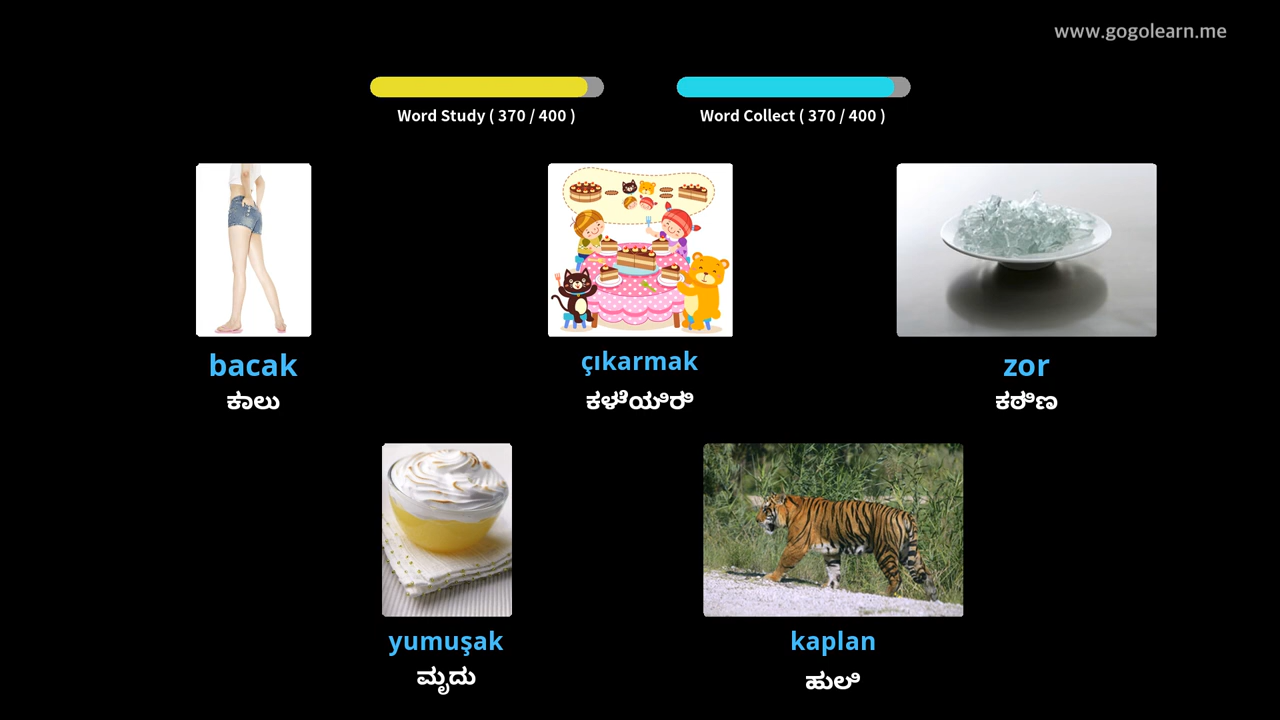 www.gogolearn.me
Word Study ( 370 / 400 )
Word Collect ( 370 / 400 )
bacak
ಕಾಲು
çıkarmak
ಕಳೆಯಿರಿ
zor
ಕಠಿಣ
yumuşak
ಮೃದು
kaplan
ಹುಲಿ